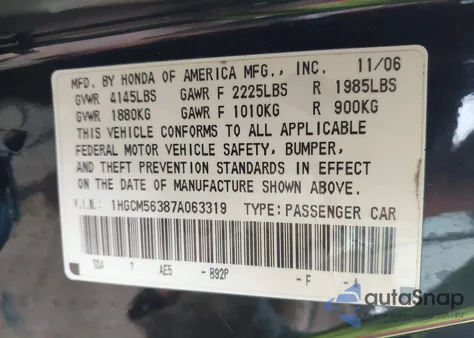 MFD. BY HONDA OF AMERICA MFG., INC. 11/06
GVWR 4145LBS GAWR F 2225LBS R 1985LBS
GVWR 1880KG GAWR F 1010KG R 900KG
THIS VEHICLE CONFORMS TO ALL APPLICABLE
FEDERAL MOTOR VEHICLE SAFETY, BUMPER,
AND THEFT PREVENTION STANDARDS IN EFFECT
ON THE DATE OF MANUFACTURE SHOWN ABOVE.
V.I.N: 1HGCM56387A063319 TYPE: PASSENGER CAR
SDA 7 AE5 - B92P - F - A
autoSnap